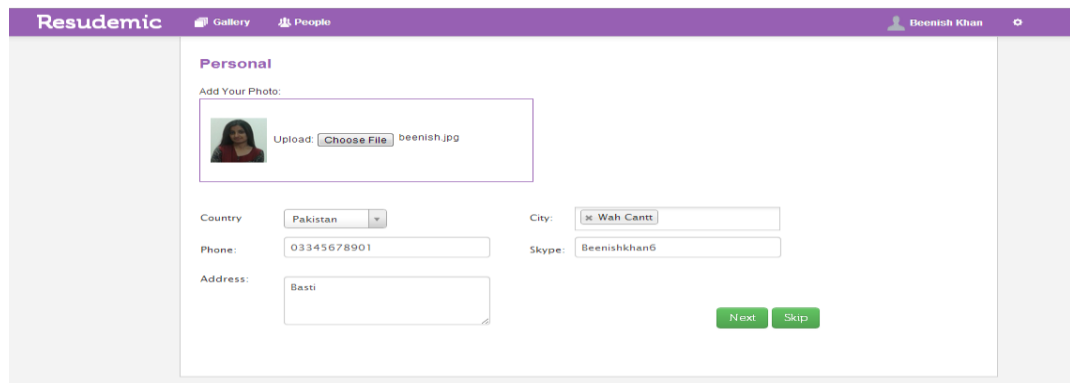 Resudemic Gallery People Beenish Khan
Personal
Add Your Photo:
Upload: Choose File beenish.jpg
Country Pakistan City: Wah Cantt
Phone: 03345678901 Skype: Beenishkhan6
Address: Basti
Next Skip